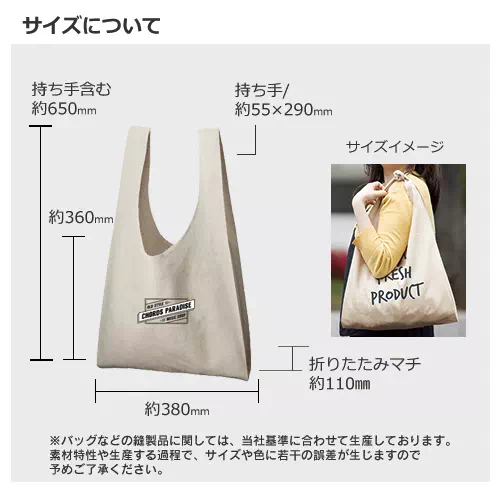 サイズについて
持ち手含む
約650mm
持ち手/
約55×290mm
サイズイメージ
約360mm
OLD STYLE
CHORDS PARADISE
MUSIC SHOP
FRESH
PRODUCT
折りたたみマチ
約110㎜
約380mm
※バッグなどの縫製品に関しては、当社基準に合わせて生産しております。
素材特性や生産する過程で、サイズや色に若干の誤差が生じますので
予めご了承ください。